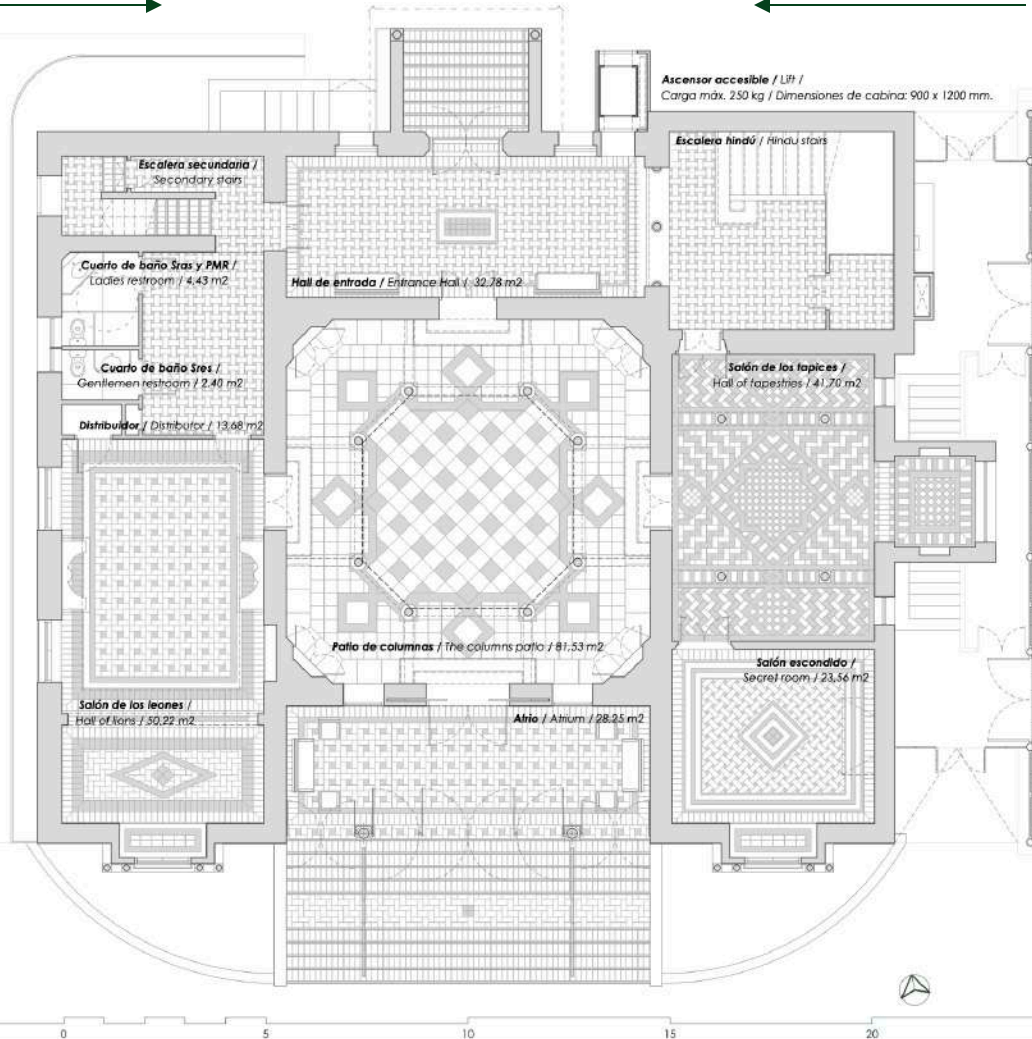 Ascensor accesible / Lift /
Carga máx. 250 kg / Dimensiones de cabina: 900 x 1200 mm.
Escalera secundaria /
Secondary stairs
Escalera hindú / Hindu stairs
Cuarto de baño Sras y PMR /
Ladies restroom / 4,43 m2
Hall de entrada / Entrance Hall / 32,78 m2
Cuarto de baño Sres /
Gentlemen restroom / 2,40 m2
Salón de los tapices /
Hall of tapestries / 41,70 m2
Distribuidor / Distributor / 13,68 m2
Patio de columnas / The columns patio / 81,53 m2
Salón escondido /
Secret room / 23,56 m2
Salón de los leones /
Hall of lions / 50,22 m2
Atrio / Atrium / 28,25 m2
0 5 10 15 20